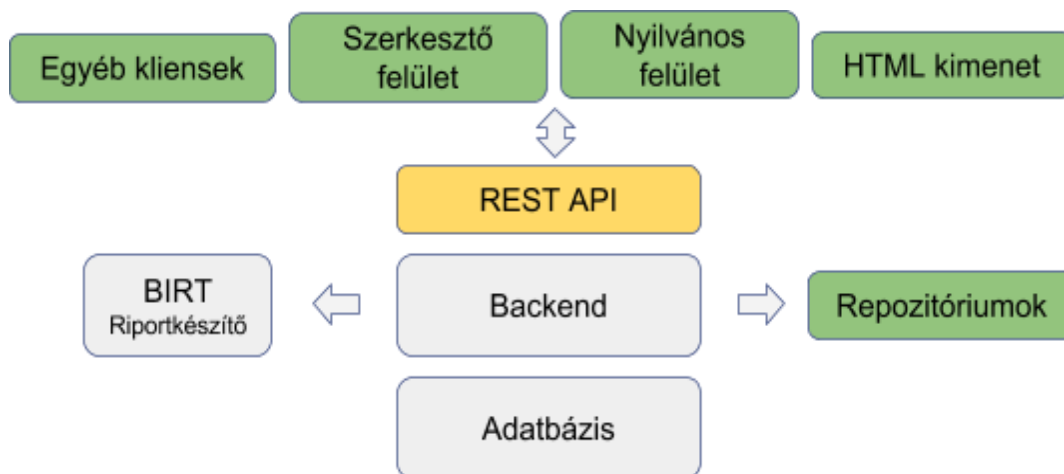 Egyéb kliensek
Szerkesztő
felület
Nyilvános
felület
HTML kimenet
REST API
BIRT
Riportkészítő
Backend
Repozitóriumok
Adatbázis